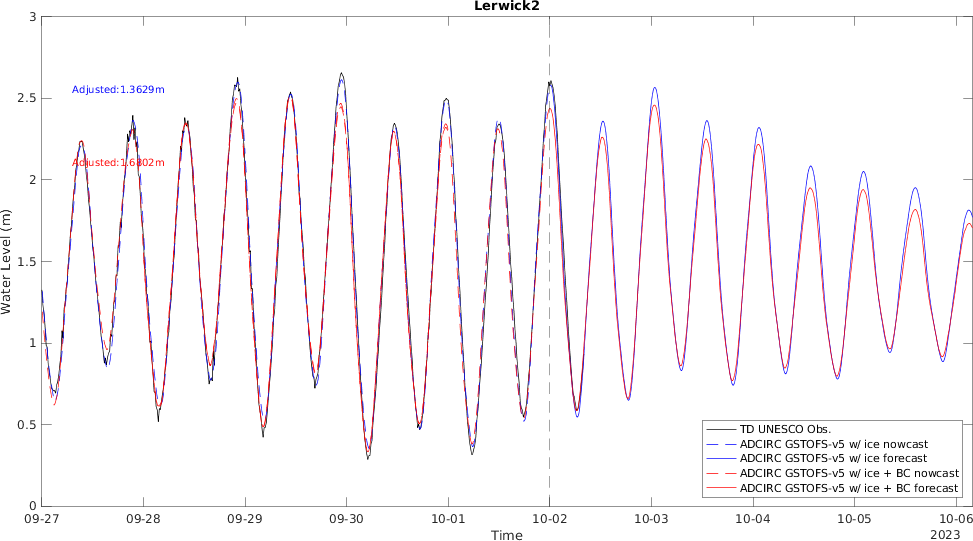 Lerwick2
3
2.5
2
1.5
1
0.5
0
Water Level (m)
Adjusted:1.3629m
Adjusted:1.6802m
TD UNESCO Obs.
ADCIRC GSTOFS-v5 w/ ice nowcast
ADCIRC GSTOFS-v5 w/ ice forecast
ADCIRC GSTOFS-v5 w/ ice + BC nowcast
ADCIRC GSTOFS-v5 w/ ice + BC forecast
09-27 09-28 09-29 09-30 10-01 10-02 10-03 10-04 10-05 10-06
Time
2023